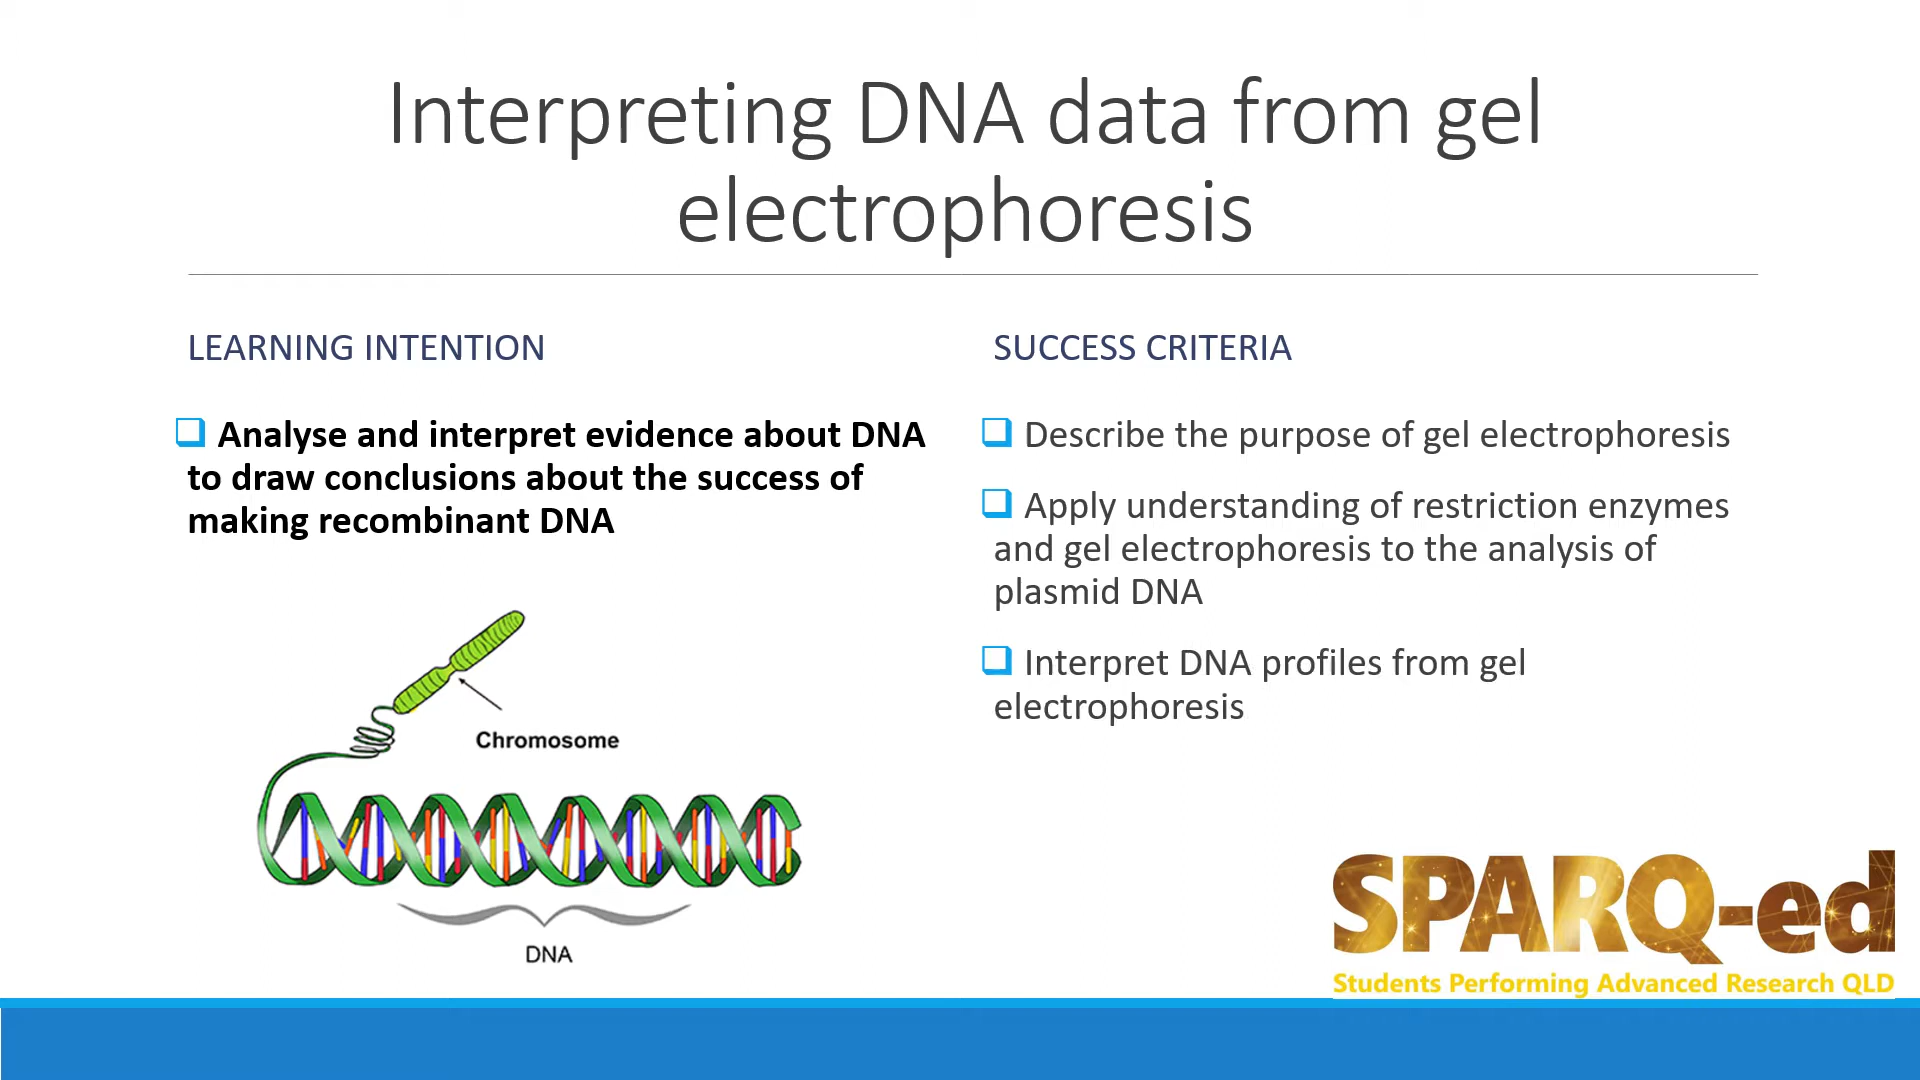 Interpreting DNA data from gel
electrophoresis
LEARNING INTENTION
Analyse and interpret evidence about DNA
to draw conclusions about the success of
making recombinant DNA
Chromosome
DNA
SUCCESS CRITERIA
Describe the purpose of gel electrophoresis
Apply understanding of restriction enzymes
and gel electrophoresis to the analysis of
plasmid DNA
Interpret DNA profiles from gel
electrophoresis
SPARQ-ed
Students Performing Advanced Research QLD